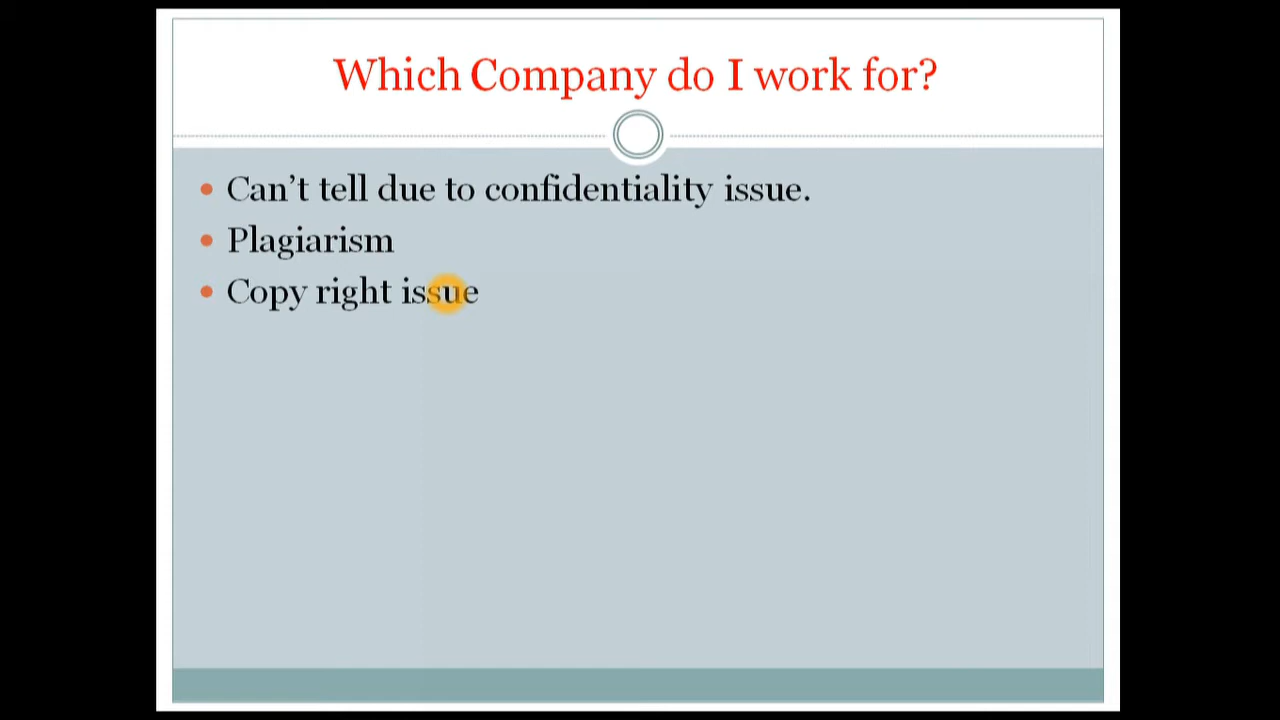 Which Company do I work for?
Can’t tell due to confidentiality issue.
Plagiarism
Copy right issue